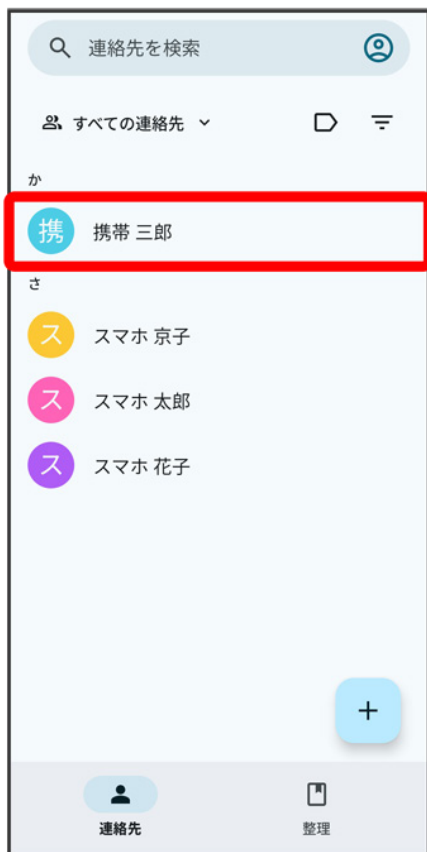 連絡先を検索
すべての連絡先
か
携 携帯 三郎
さ
ス スマホ 京子
ス スマホ 太郎
ス スマホ 花子
連絡先 整理